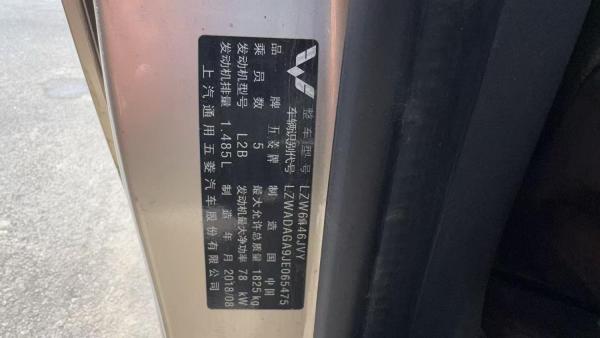 整车型号 LZW6446JVY
车辆识别代号 LZWADAGA9JE065475
品牌 五菱牌 制造国 中国
乘员数 5 最大允许总质量 1825 kg
发动机型号 L2B 发动机最大净功率 78 kW
发动机排量 1.485L 制造年月 2018/08
上汽通用五菱汽车股份有限公司